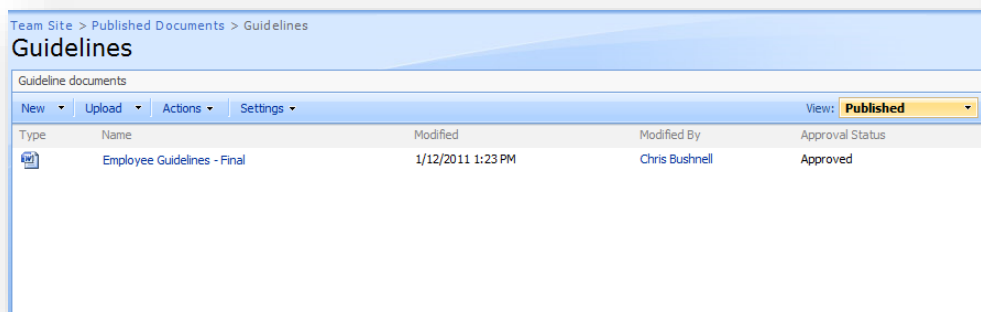 Team Site > Published Documents > Guidelines
Guidelines
Guideline documents
New Upload Actions Settings View: Published
Type Name Modified Modified By Approval Status
Employee Guidelines - Final 1/12/2011 1:23 PM Chris Bushnell Approved